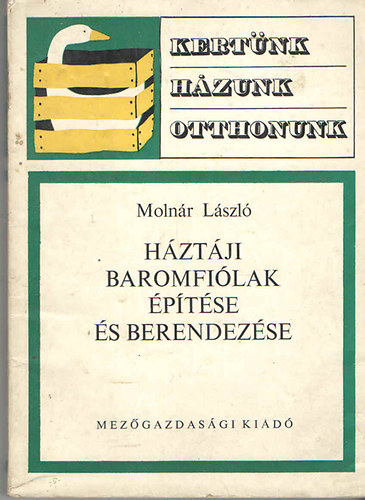 KERTÜNK
HÁZUNK
OTTHONUNK
Molnár László
HÁZTÁJI
BAROMFIÓLAK
ÉPÍTÉSE
ÉS BERENDEZÉSE
MEZŐGAZDASÁGI KIADÓ